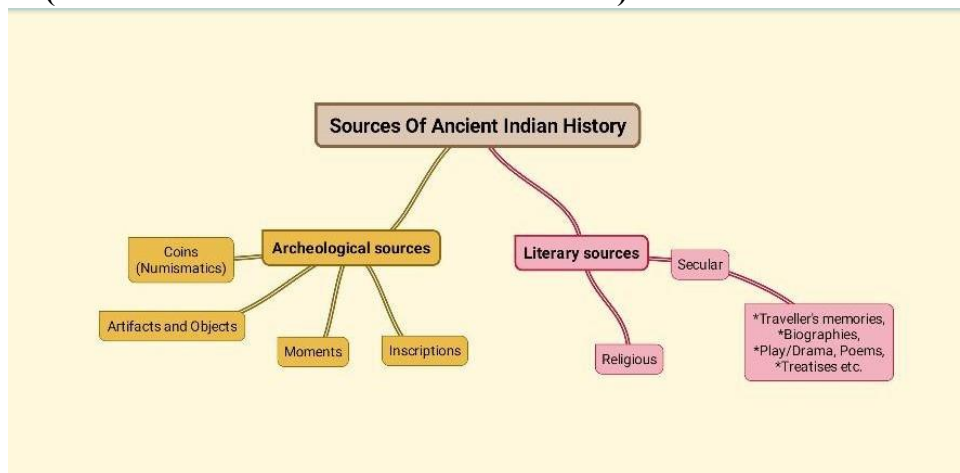 Sources Of Ancient Indian History
Archeological sources
Coins
(Numismatics)
Artifacts and Objects
Moments
Inscriptions
Literary sources
Secular
Religious
*Traveller's memories,
*Biographies,
*Play/Drama, Poems,
*Treatises etc.